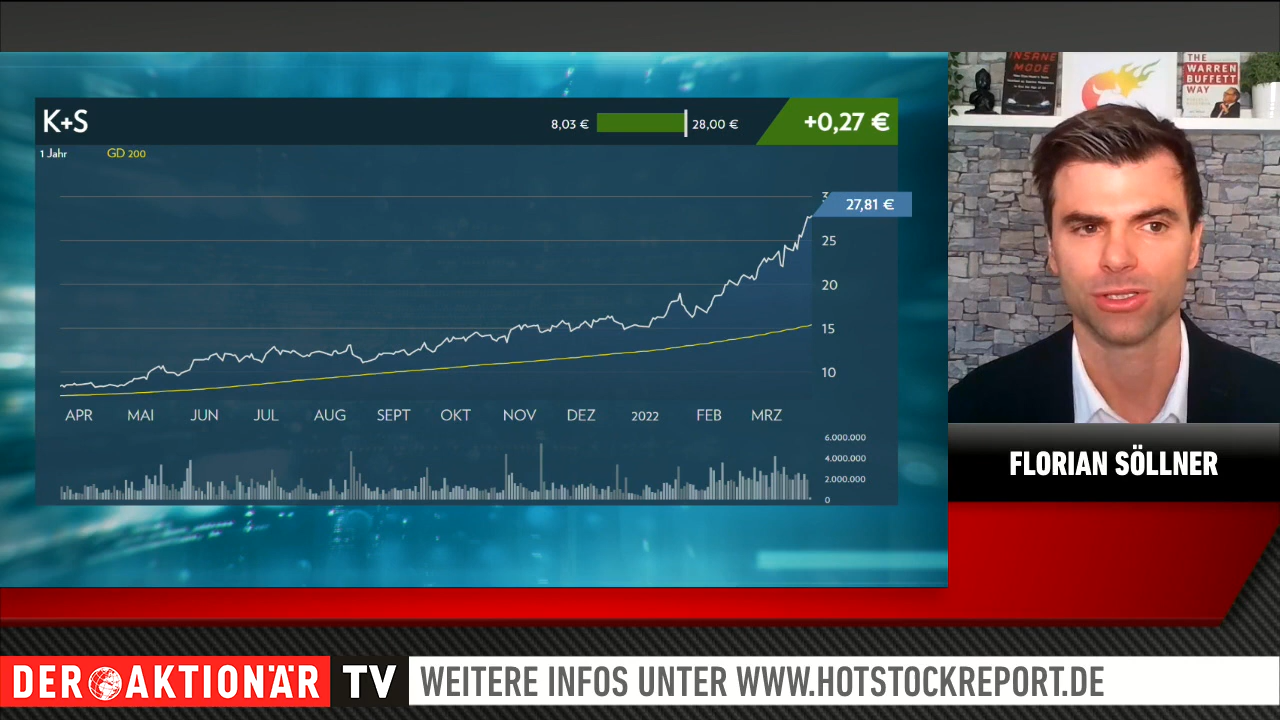 K+S
8,03 €
28,00 €
+0,27 €
1 Jahr
GD 200
27,81 €
25
20
15
10
APR MAI JUN JUL AUG SEPT OKT NOV DEZ 2022 FEB MRZ
6.000.000
4.000.000
2.000.000
0
INSANE
MODE
THE
WARREN
BUFFETT
WAY
FLORIAN SÖLLNER
DER AKTIONÄR TV
WEITERE INFOS UNTER WWW.HOTSTOCKREPORT.DE